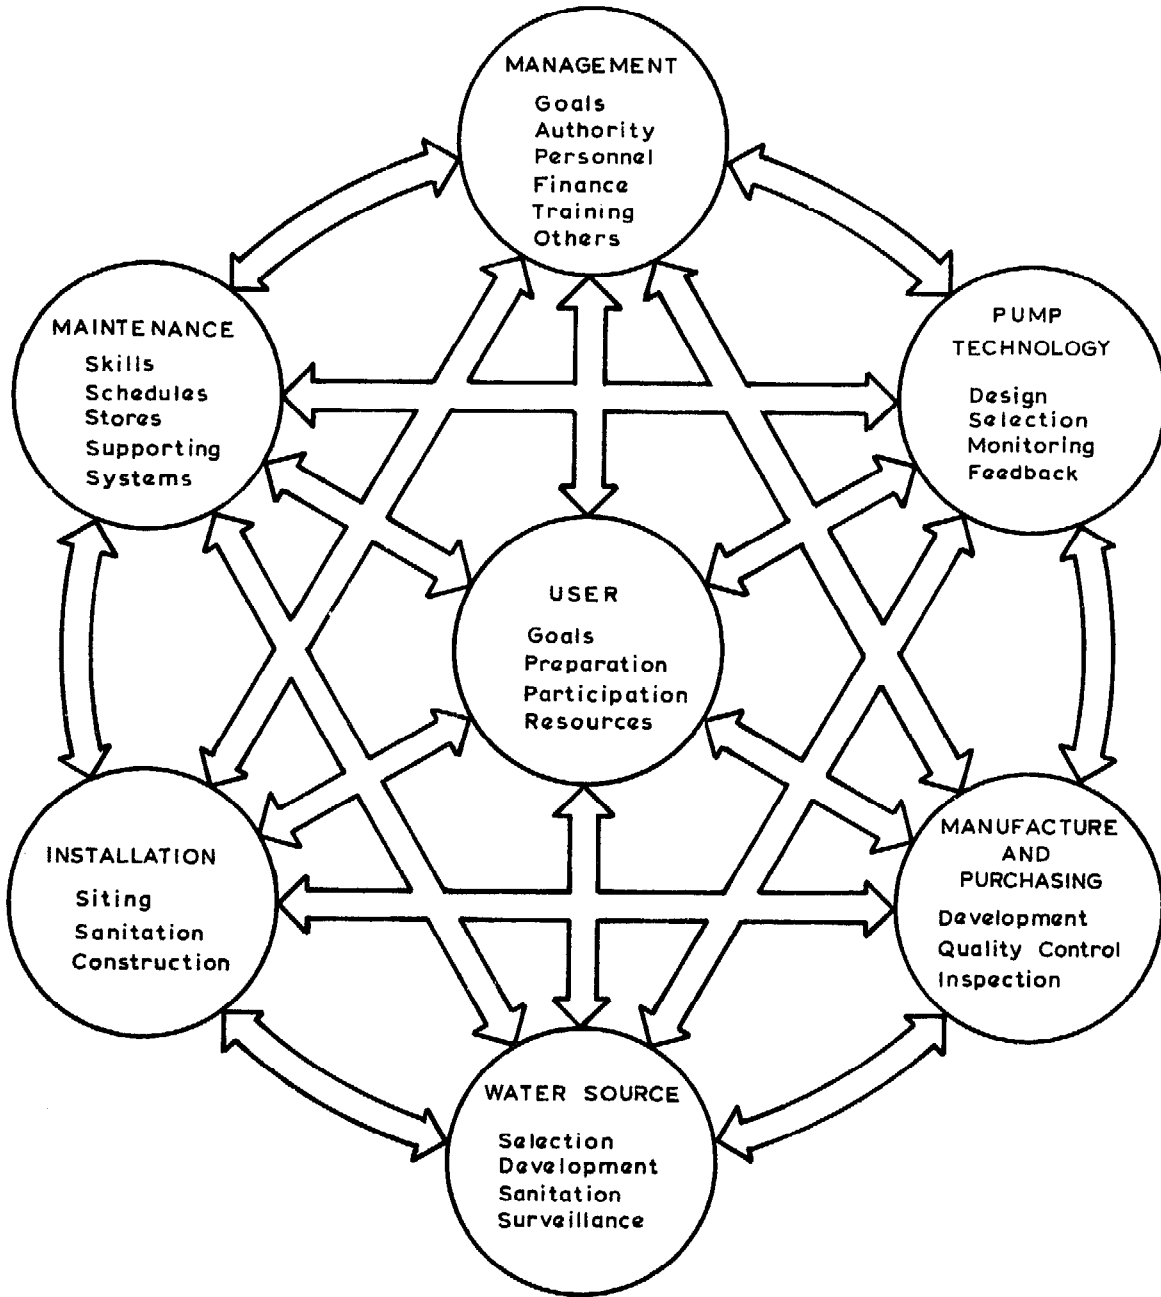 MANAGEMENT
Goals
Authority
Personnel
Finance
Training
Others
MAINTENANCE
Skills
Schedules
Stores
Supporting
Systems
PUMP
TECHNOLOGY
Design
Selection
Monitoring
Feedback
USER
Goals
Preparation
Participation
Resources
INSTALLATION
Siting
Sanitation
Construction
MANUFACTURE
AND
PURCHASING
Development
Quality Control
Inspection
WATER SOURCE
Selection
Development
Sanitation
Surveillance